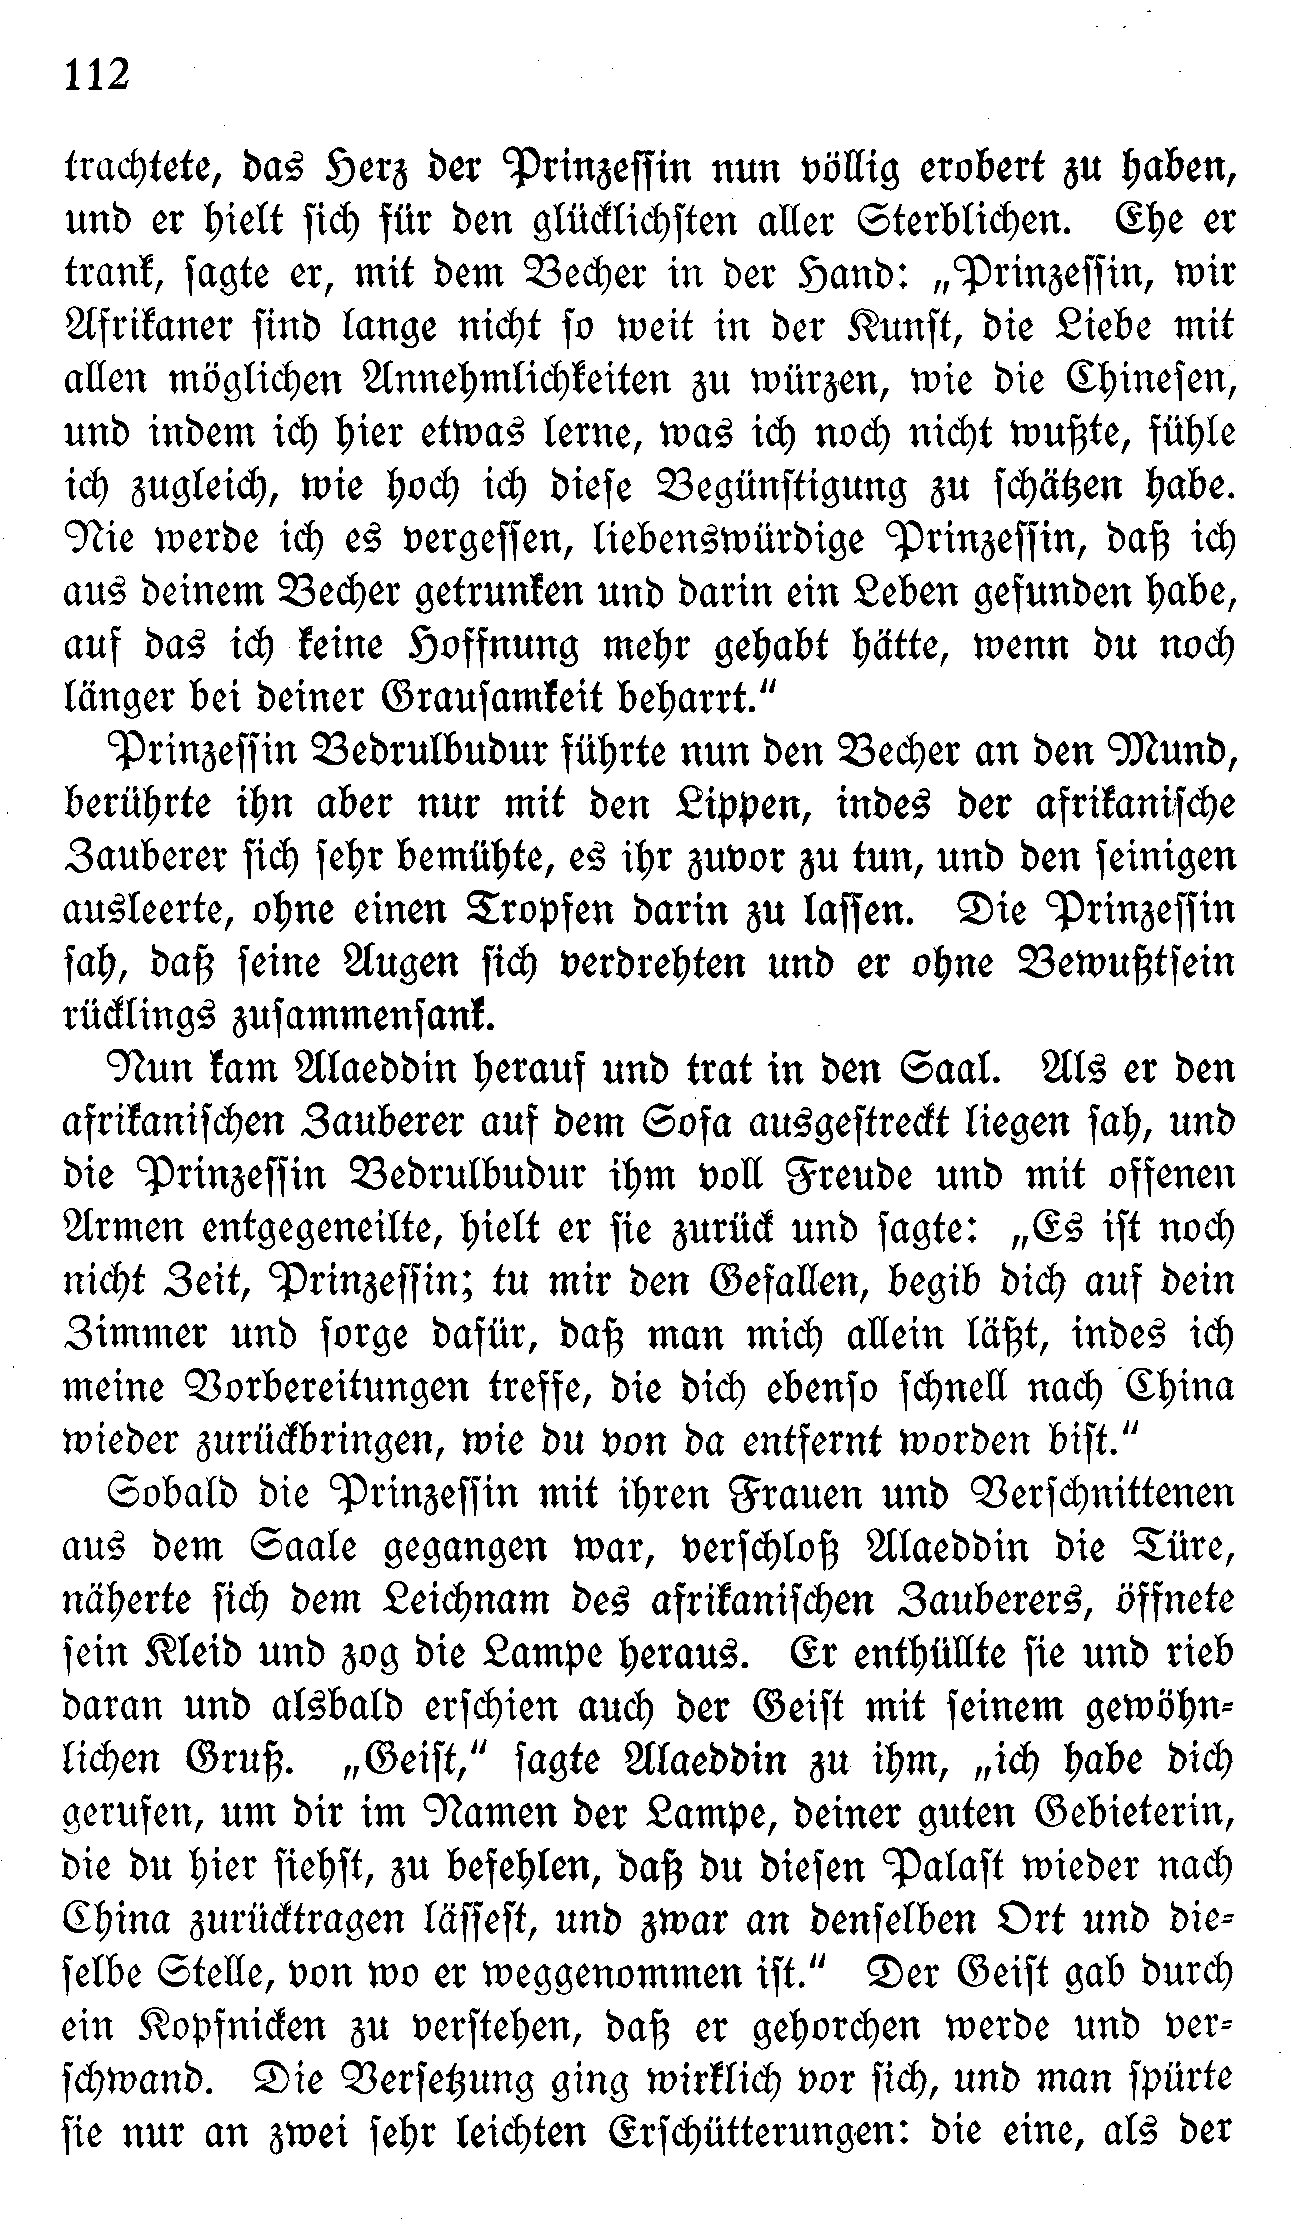 112
trachtete, das Herz der Prinzessin nun völlig erobert zu haben,
und er hielt sich für den glücklichsten aller Sterblichen. Ehe er
trank, sagte er, mit dem Becher in der Hand: „Prinzessin, wir
Afrikaner sind lange nicht so weit in der Kunst, die Liebe mit
allen möglichen Annehmlichkeiten zu würzen, wie die Chinesen,
und indem ich hier etwas lerne, was ich noch nicht wußte, fühle
ich zugleich, wie hoch ich diese Begünstigung zu schätzen habe.
Nie werde ich es vergessen, liebenswürdige Prinzessin, daß ich
aus deinem Becher getrunken und darin ein Leben gefunden habe,
auf das ich keine Hoffnung mehr gehabt hätte, wenn du noch
länger bei deiner Grausamkeit beharrt.“
Prinzessin Bedrulbudur führte nun den Becher an den Mund,
berührte ihn aber nur mit den Lippen, indes der afrikanische
Zauberer sich sehr bemühte, es ihr zuvor zu tun, und den seinigen
ausleerte, ohne einen Tropfen darin zu lassen. Die Prinzessin
sah, daß seine Augen sich verdrehten und er ohne Bewußtsein
rücklings zusammensank.
Nun kam Alaeddin herauf und trat in den Saal. Als er den
afrikanischen Zauberer auf dem Sofa ausgestreckt liegen sah, und
die Prinzessin Bedrulbudur ihm voll Freude und mit offenen
Armen entgegeneilte, hielt er sie zurück und sagte: „Es ist noch
nicht Zeit, Prinzessin; tu mir den Gefallen, begib dich auf dein
Zimmer und sorge dafür, daß man mich allein läßt, indes ich
meine Vorbereitungen treffe, die dich ebenso schnell nach China
wieder zurückbringen, wie du von da entfernt worden bist.“
Sobald die Prinzessin mit ihren Frauen und Verschnittenen
aus dem Saale gegangen war, verschloß Alaeddin die Türe,
näherte sich dem Leichnam des afrikanischen Zauberers, öffnete
sein Kleid und zog die Lampe heraus. Er enthüllte sie und rieb
daran und alsbald erschien auch der Geist mit seinem gewöhn-
lichen Gruß. „Geist,“ sagte Alaeddin zu ihm, „ich habe dich
gerufen, um dir im Namen der Lampe, deiner guten Gebieterin,
die du hier siehst, zu befehlen, daß du diesen Palast wieder nach
China zurücktragen lässest, und zwar an denselben Ort und die-
selbe Stelle, von wo er weggenommen ist.“ Der Geist gab durch
ein Kopfnicken zu verstehen, daß er gehorchen werde und ver-
schwand. Die Versetzung ging wirklich vor sich, und man spürte
sie nur an zwei sehr leichten Erschütterungen: die eine, als der